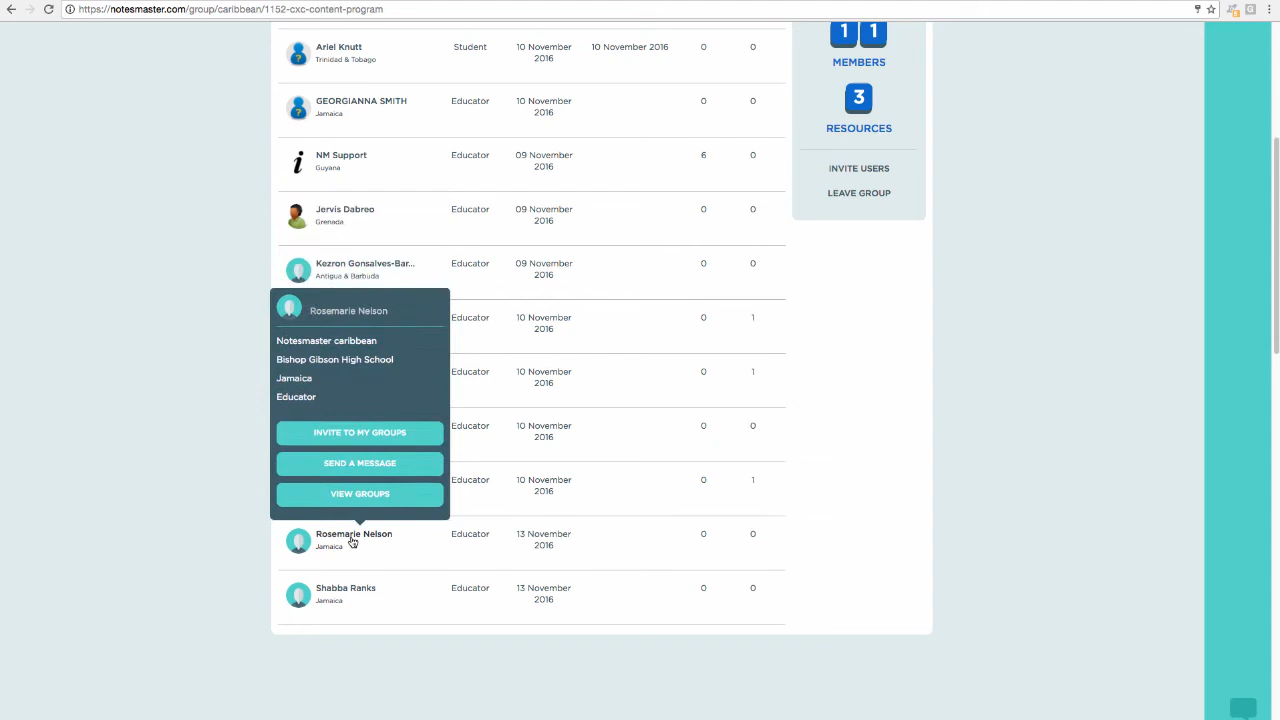 https://notesmaster.com/group/caribbean/1152-cxc-content-program
Ariel Knutt Student 10 November 10 November 2016 0 0
Trinidad & Tobago 2016
GEORGIANNA SMITH Educator 10 November 0 0
Jamaica 2016
NM Support Educator 09 November 6 0
Guyana 2016
Jervis Dabreo Educator 09 November 0 0
Grenada 2016
Kezron Gonsalves-Bar... Educator 09 November 0 0
Antigua & Barbuda 2016
Educator 10 November 0 1
2016
Educator 10 November 0 1
2016
Educator 10 November 0 0
2016
Educator 10 November 0 1
2016
Rosemarie Nelson Educator 13 November 0 0
Jamaica 2016
Shabba Ranks Educator 13 November 0 0
Jamaica 2016
Rosemarie Nelson
Notesmaster caribbean
Bishop Gibson High School
Jamaica
Educator
INVITE TO MY GROUPS
SEND A MESSAGE
VIEW GROUPS
1 1
MEMBERS
3
RESOURCES
INVITE USERS
LEAVE GROUP